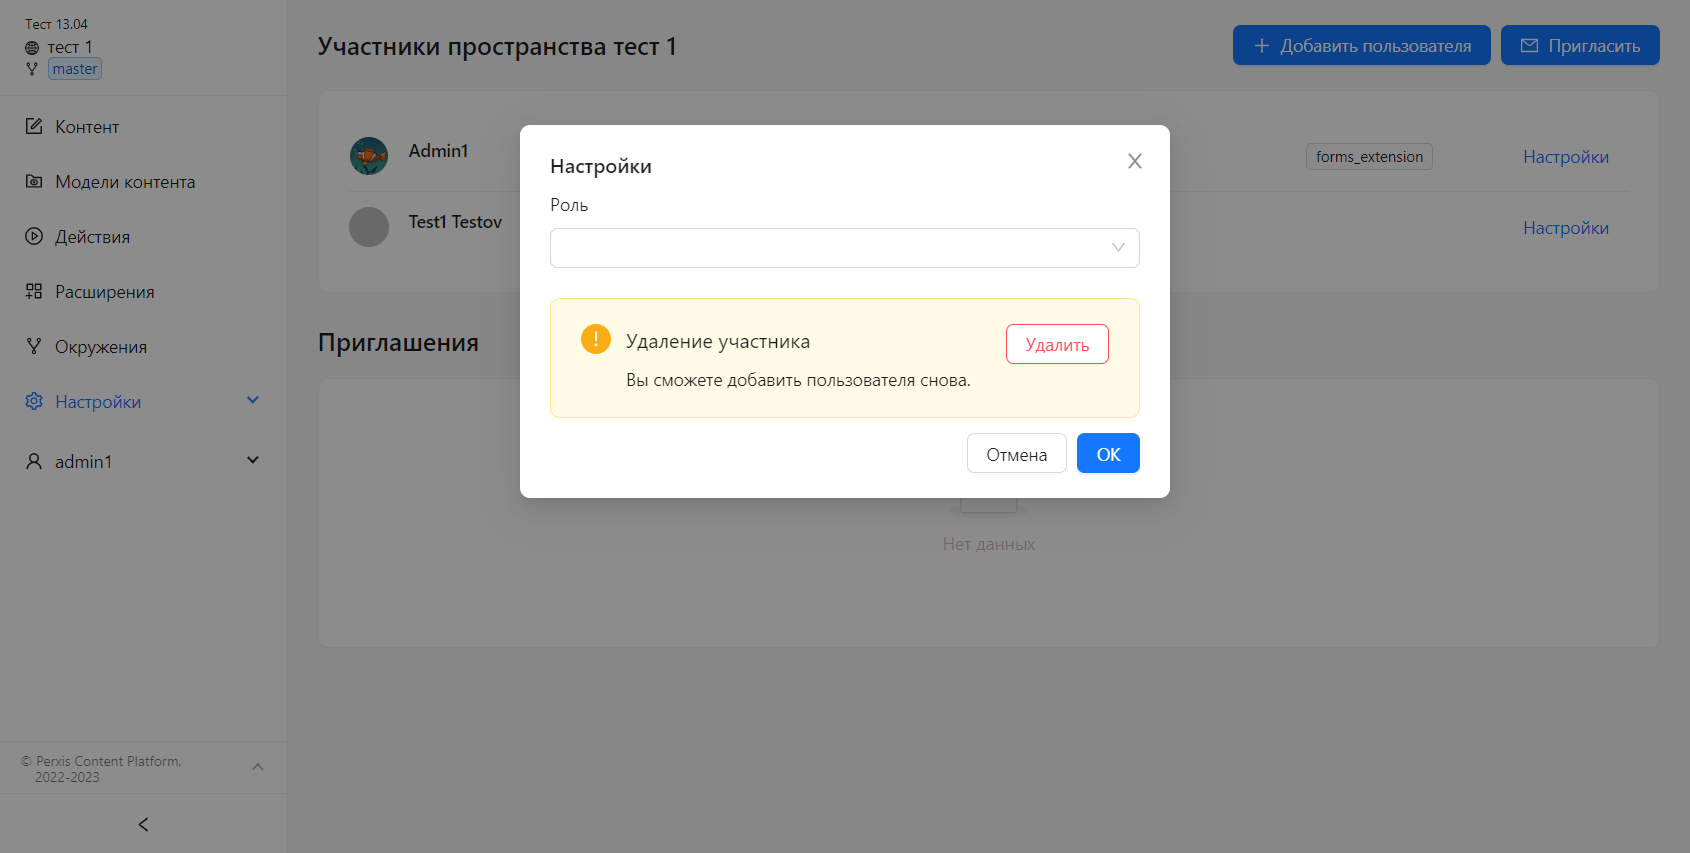 Тест 13.04
тест 1
master
Контент
Модели контента
Действия
Расширения
Окружения
Настройки
admin1
© Perxis Content Platform,
2022-2023
Участники пространства тест 1
Добавить пользователя
Пригласить
Admin1
forms_extension
Настройки
Test1 Testov
Настройки
Приглашения
Нет данных
Настройки
Роль
Удаление участника
Удалить
Вы сможете добавить пользователя снова.
Отмена
OK